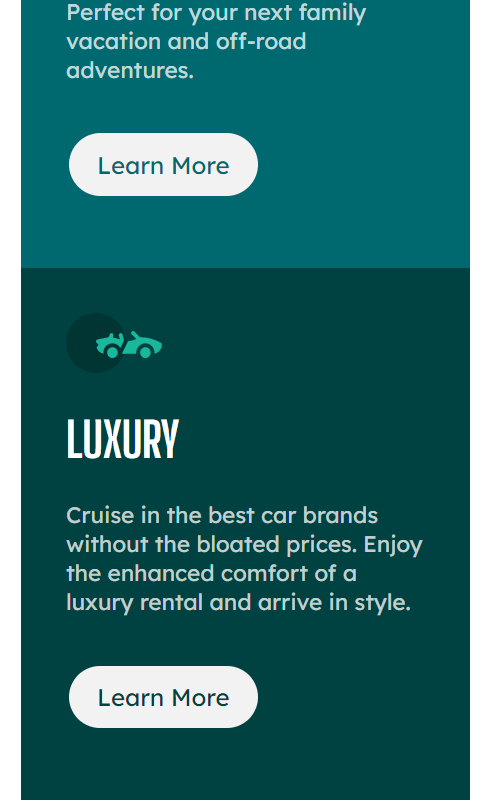 Perfect for your next family
vacation and off-road
adventures.
Learn More
LUXURY
Cruise in the best car brands
without the bloated prices. Enjoy
the enhanced comfort of a
luxury rental and arrive in style.
Learn More